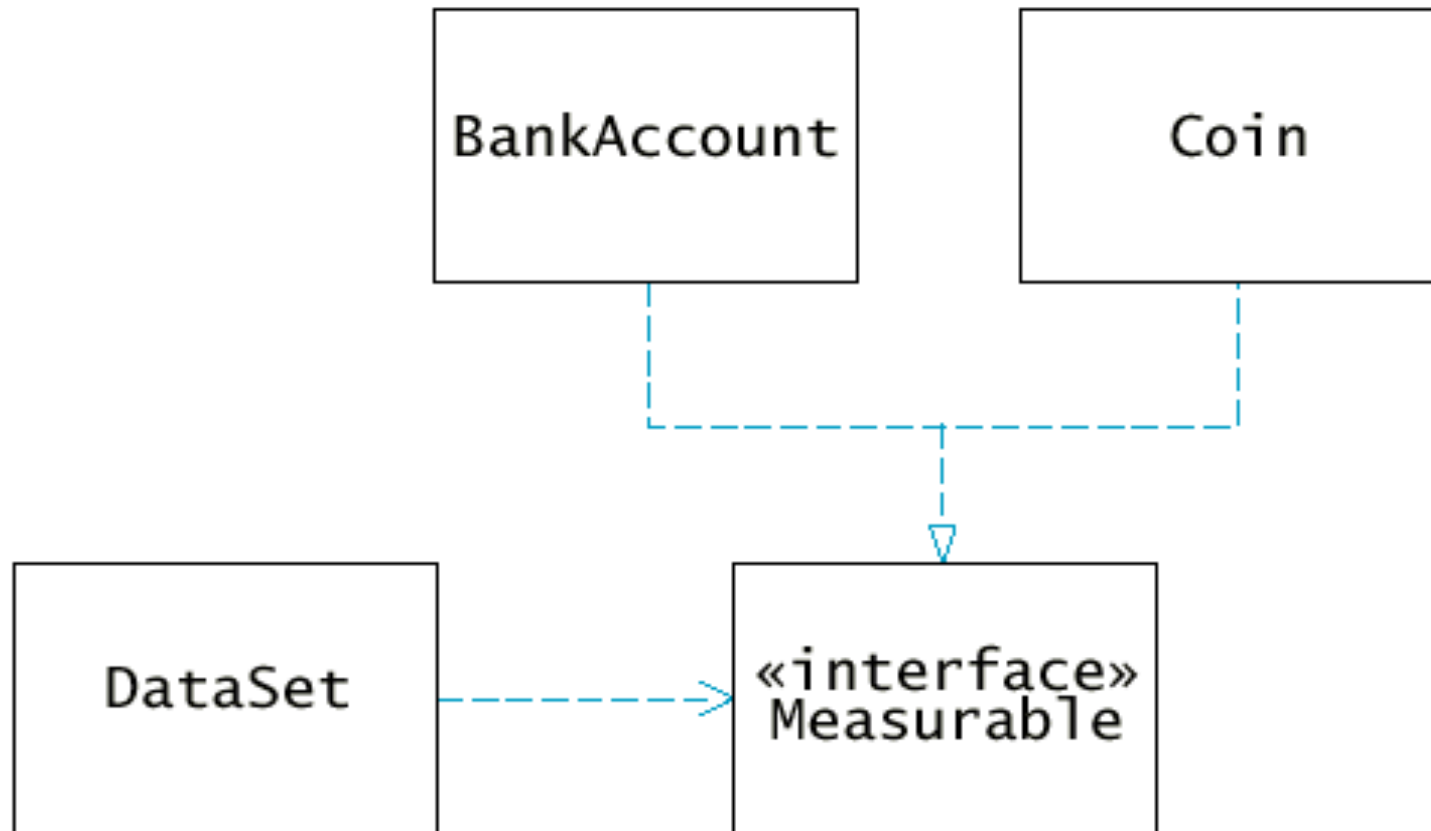 BankAccount
Coin
DataSet
«interface»
Measurable